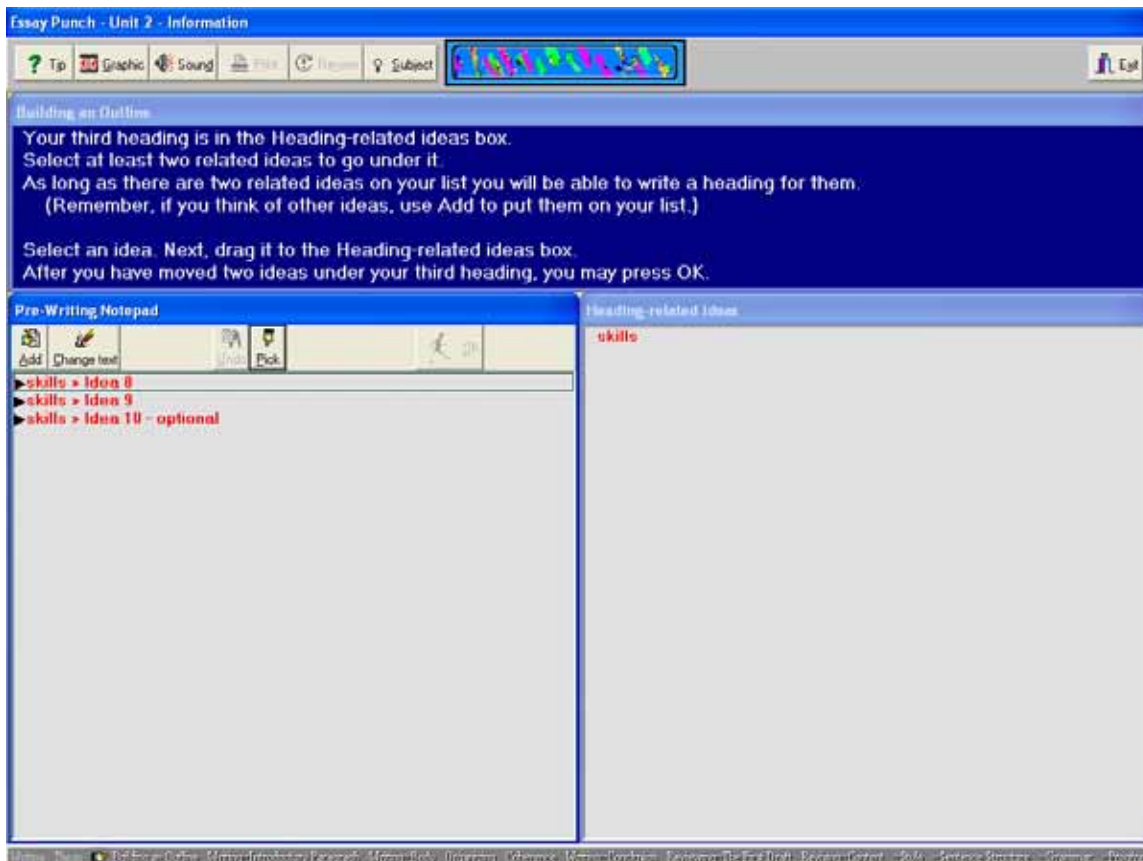 Essay Punch - Unit 2 - Information
? Tip Graphic Sound Print Subject Exit
Building an Outline
Your third heading is in the Heading-related ideas box.
Select at least two related ideas to go under it.
As long as there are two related ideas on your list you will be able to write a heading for them.
(Remember, if you think of other ideas, use Add to put them on your list.)
Select an idea. Next, drag it to the Heading-related ideas box.
After you have moved two ideas under your third heading, you may press OK.
Pre-Writing Notepad
Add Change text Undo Pick OK
skills » Idea 8
skills » Idea 9
skills » Idea 10 - optional
Heading-related Ideas
skills